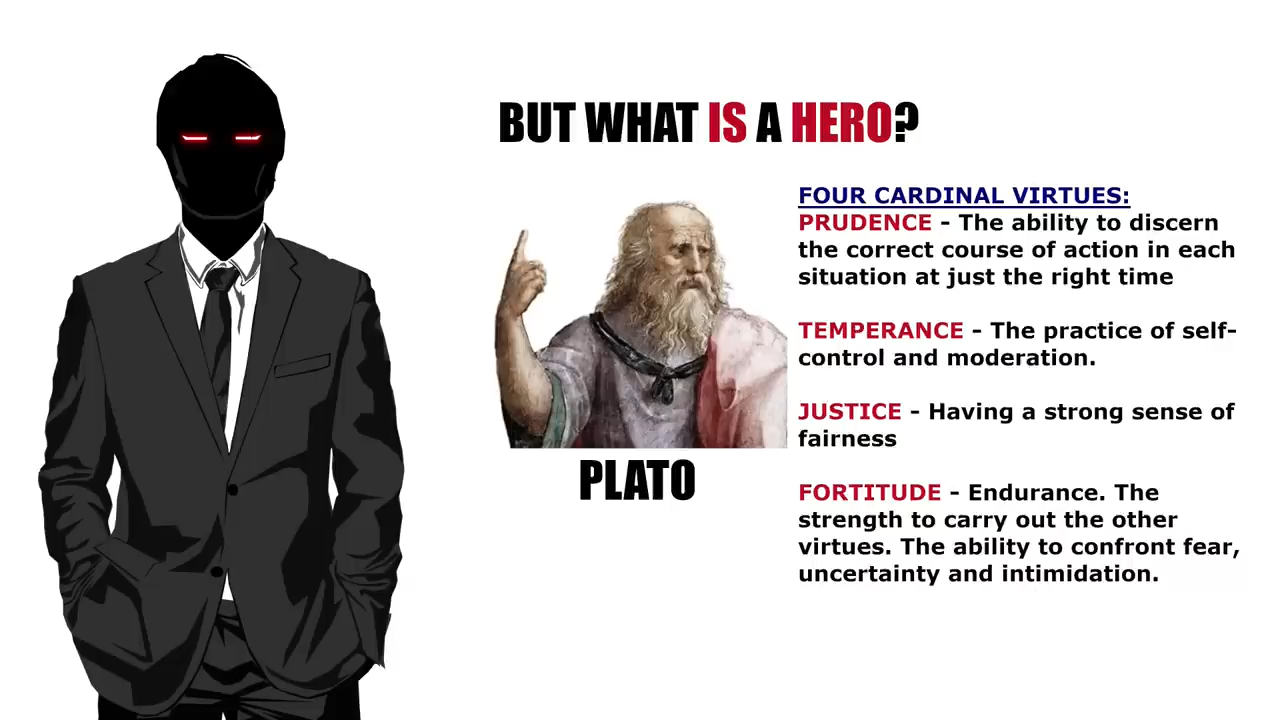 BUT WHAT IS A HERO?
FOUR CARDINAL VIRTUES:
PRUDENCE - The ability to discern
the correct course of action in each
situation at just the right time
TEMPERANCE - The practice of self-
control and moderation.
JUSTICE - Having a strong sense of
fairness
FORTITUDE - Endurance. The
strength to carry out the other
virtues. The ability to confront fear,
uncertainty and intimidation.
PLATO